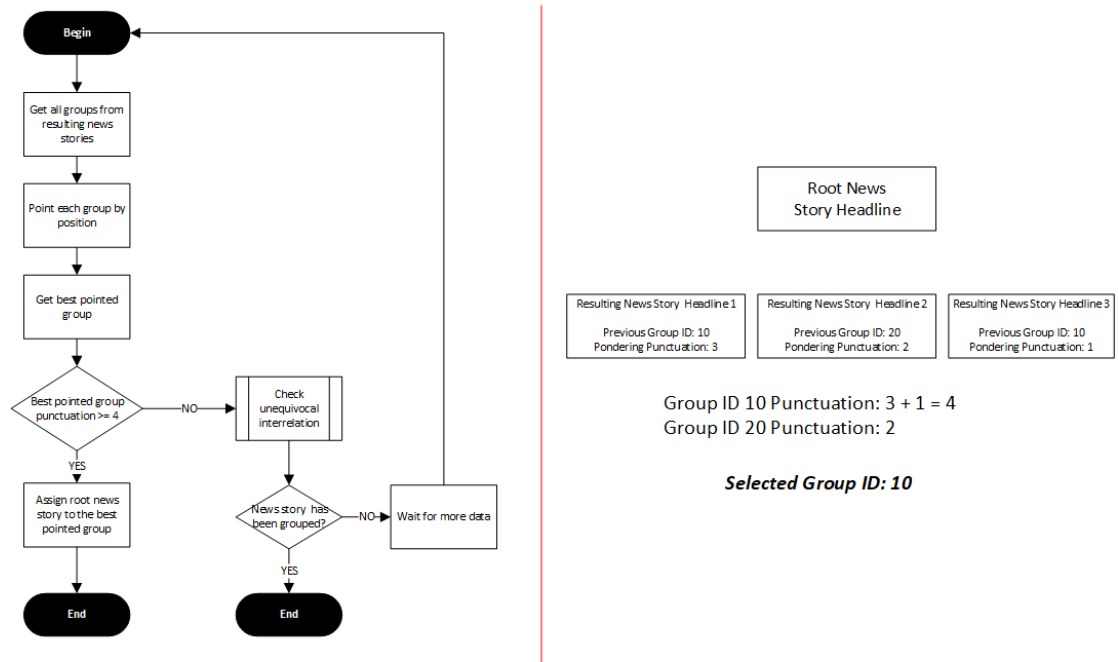 Begin
Get all groups from
resulting news
stories
Point each group by
position
Get best pointed
group
Best pointed group
punctuation >= 4
NO
YES
Assign root news
story to the best
pointed group
End
Check
unequivocal
interrelation
News story has
been grouped?
NO
Wait for more data
YES
End
Root News
Story Headline
Resulting News Story Headline 1
Previous Group ID: 10
Pondering Punctuation: 3
Resulting News Story Headline 2
Previous Group ID: 20
Pondering Punctuation: 2
Resulting News Story Headline 3
Previous Group ID: 10
Pondering Punctuation: 1
Group ID 10 Punctuation: 3 + 1 = 4
Group ID 20 Punctuation: 2
Selected Group ID: 10